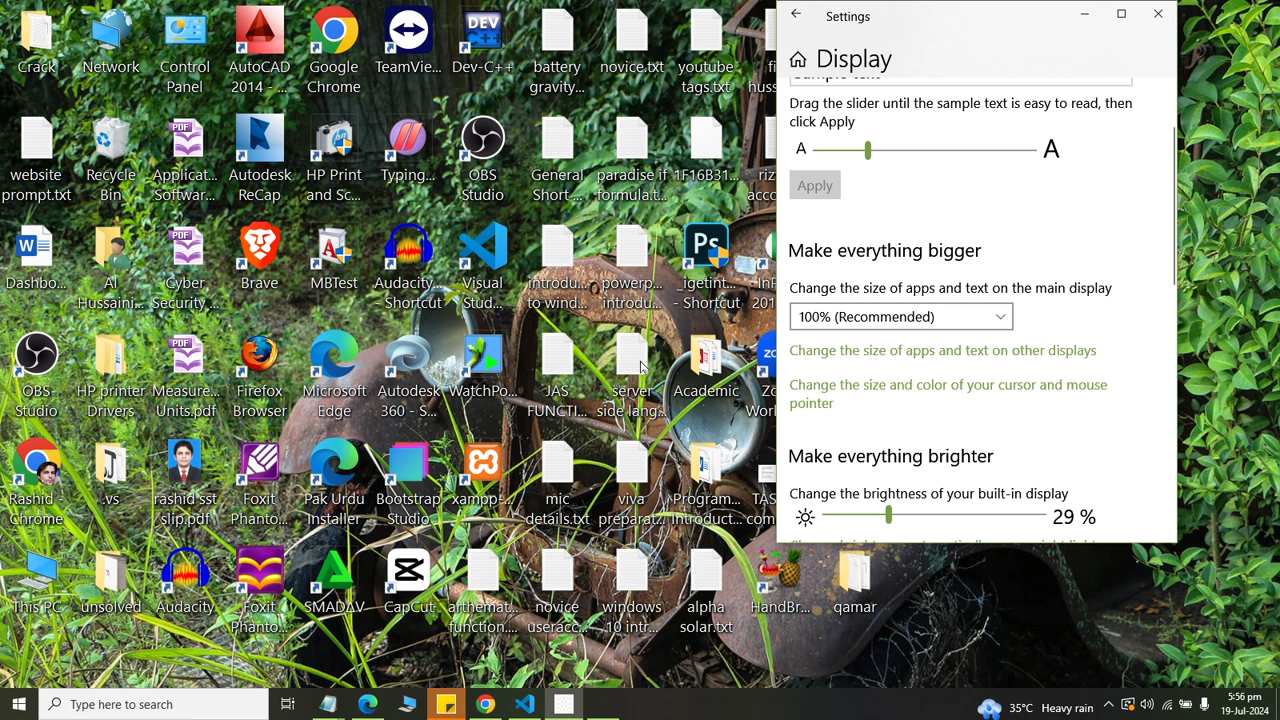 Crack
Network
Control
Panel
AutoCAD
2014 - ...
Google
Chrome
TeamVie...
DEV
Dev-C++
battery
gravity...
novice.txt
youtube
tags.txt
website
prompt.txt
Recycle
Bin
PDF
Applicat...
Softwar...
Autodesk
ReCap
HP Print
and Sc...
Typing...
OBS
Studio
General
Short ...
paradise if
formula.t...
1F16B31...
Dashbo...
Al
Hussaini...
PDF
Cyber
Security ...
Brave
MBTest
Audacity...
- Shortcut
Visual
Stud...
introdu...
to wind...
powerp...
introdu...
Ps
_igetint...
- Shortcut
OBS
Studio
HP printer
Drivers
PDF
Measure...
Units.pdf
Firefox
Browser
Microsoft
Edge
Autodesk
360 - S...
WatchPo...
JAS
FUNCTI...
server
side lang...
Academic
Rashid -
Chrome
.vs
rashid sst
slip.pdf
Foxit
Phanto...
Pak Urdu
Installer
Bootstrap
Studio
xampp-...
mic
details.txt
viva
preparat...
Program...
Introduct...
This PC
unsolved
Audacity
Foxit
Phanto...
SMADΔV
CapCut
arthemat...
function....
novice
useracc...
windows
10 intr...
alpha
solar.txt
HandBr...
qamar
Settings
Display
Sample text
Drag the slider until the sample text is easy to read, then
click Apply
A A
Apply
Make everything bigger
Change the size of apps and text on the main display
100% (Recommended)
Change the size of apps and text on other displays
Change the size and color of your cursor and mouse
pointer
Make everything brighter
Change the brightness of your built-in display
29 %
Type here to search
35°C Heavy rain
5:56 pm
19-Jul-2024